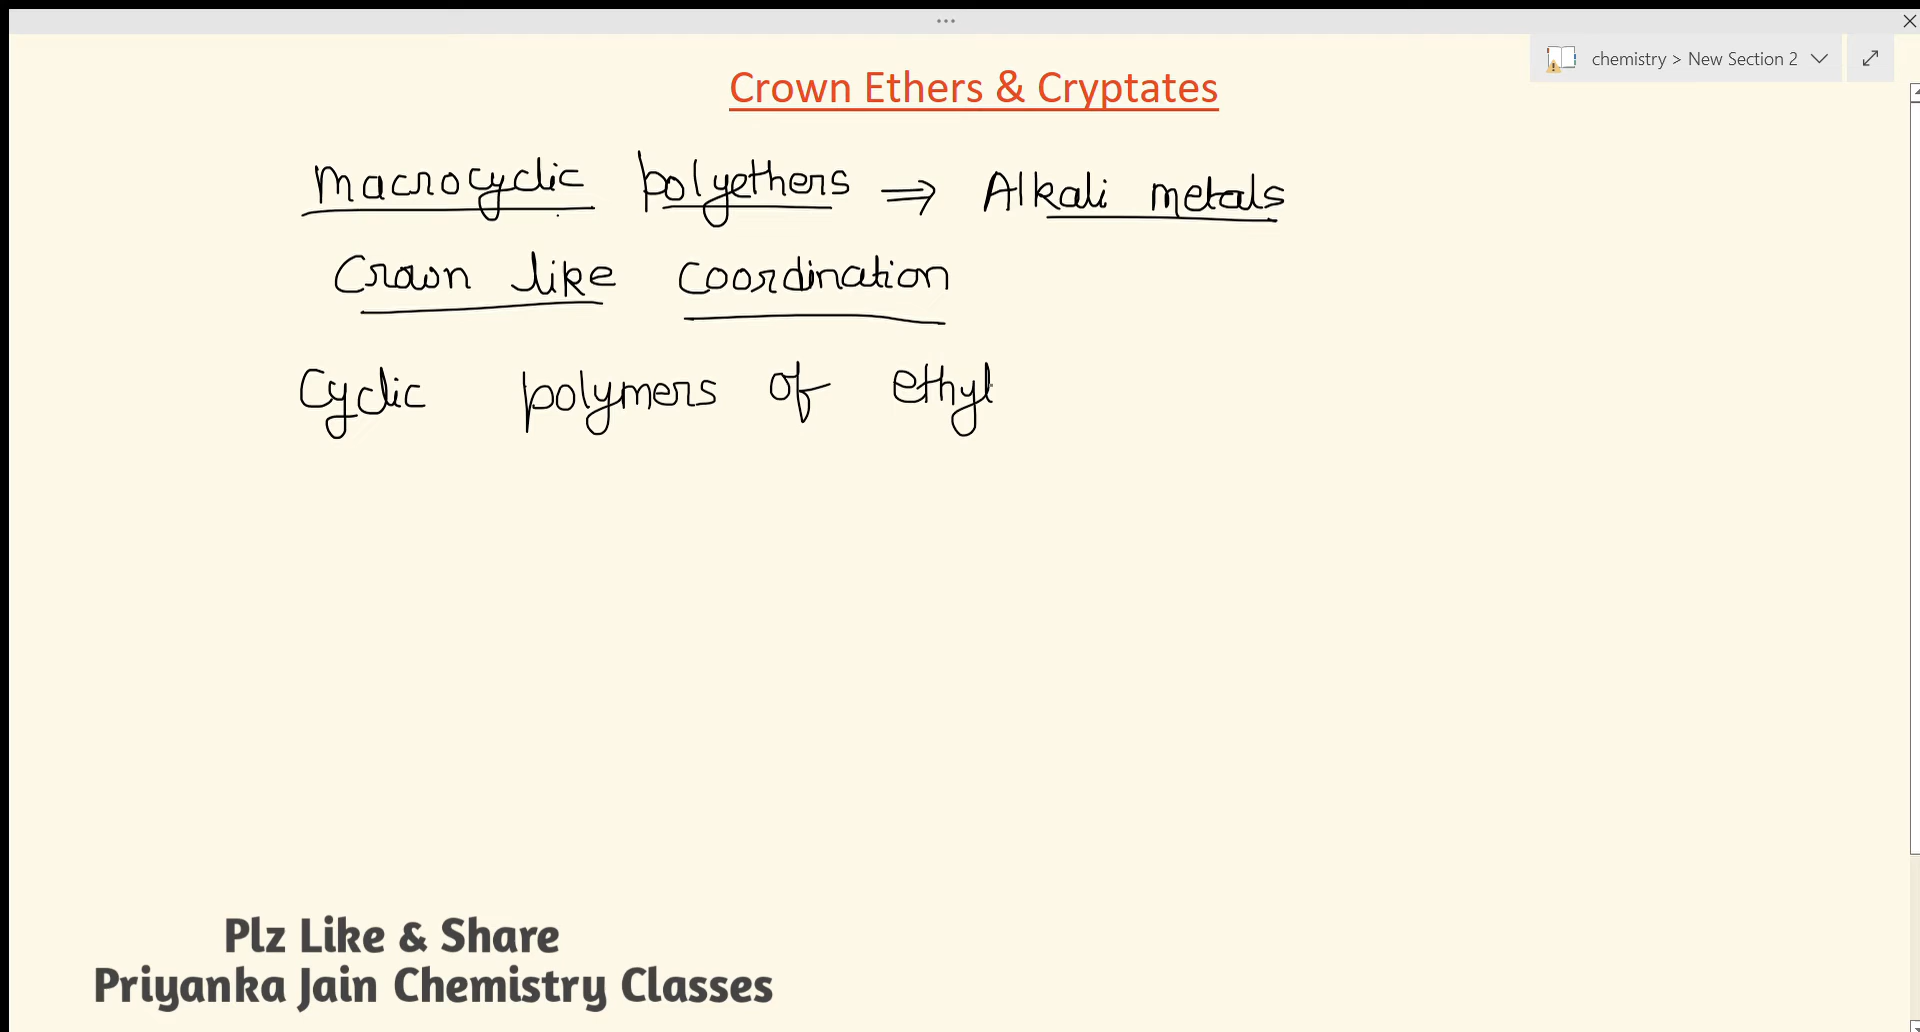 chemistry > New Section 2
Crown Ethers & Cryptates
Macrocyclic polyethers ⇒ Alkali metals
Crown like coordination
Cyclic polymers of ethyl
Plz Like & Share
Priyanka Jain Chemistry Classes